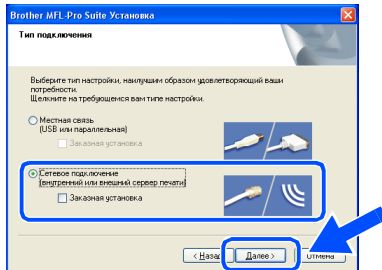 Brother MFL-Pro Suite Установка
Тип подключения
Выберите тип настройки, наилучшим образом удовлетворяющий ваши
потребности.
Щелкните на требующемся вам типе настройки.
Местная связь
(USB или параллельная)
Заказная установка
Сетевое подключение
(внутренний или внешний сервер печати)
Заказная установка
Далее >